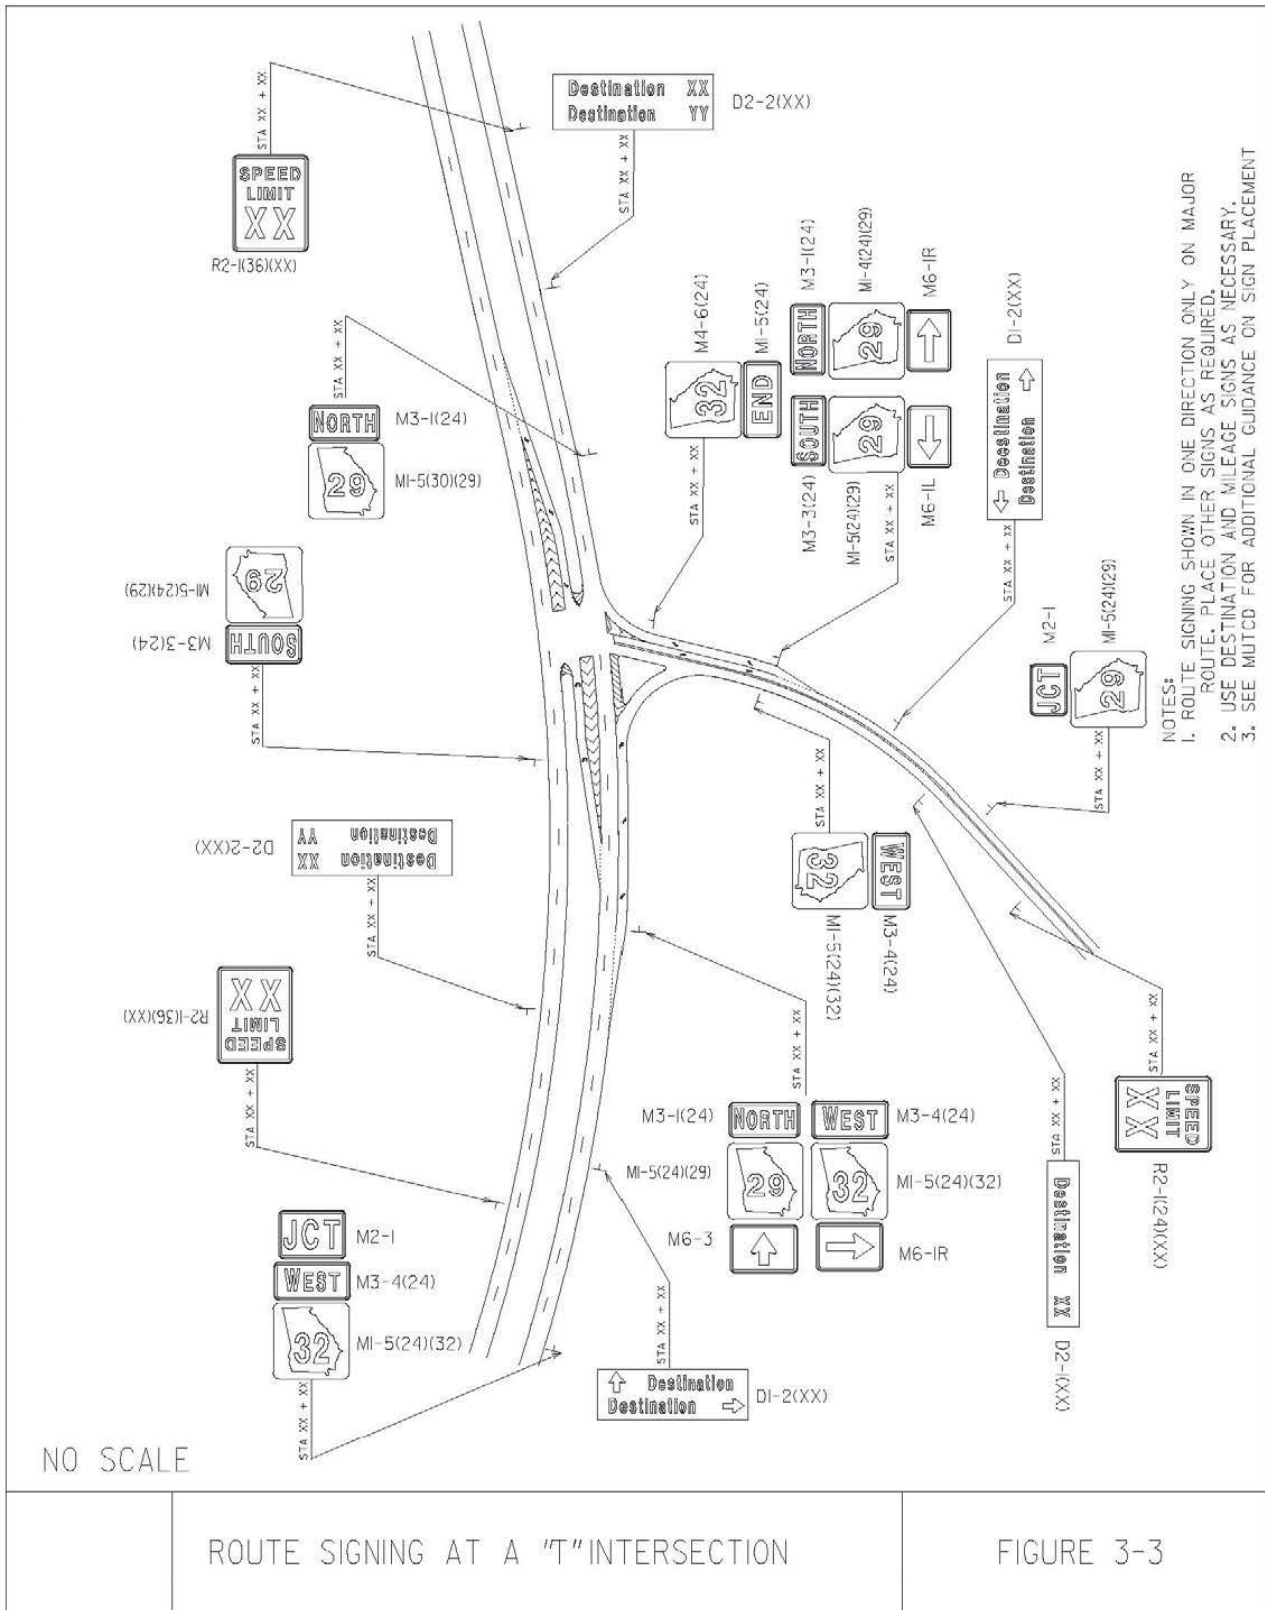 STA XX + XX
SPEED
LIMIT
XX
R2-1(36)(XX)
Destination XX
Destination YY
D2-2(XX)
STA XX + XX
STA XX + XX
NORTH
M3-1(24)
29
M1-5(30)(29)
M4-6(24)
32
END
M1-5(24)
STA XX + XX
M3-1(24)
NORTH
M1-4(24)(29)
29
M6-1R
M3-3(24)
SOUTH
M1-5(24)(29)
29
M6-1L
STA XX + XX
D1-2(XX)
Deestination
Destination
STA XX + XX
M1-5(24)(29)
29
M3-3(24)
SOUTH
STA XX + XX
M2-1
JCT
M1-5(24)(29)
29
STA XX + XX
NOTES:
1. ROUTE SIGNING SHOWN IN ONE DIRECTION ONLY ON MAJOR
ROUTE. PLACE OTHER SIGNS AS REQUIRED.
2. USE DESTINATION AND MILEAGE SIGNS AS NECESSARY.
3. SEE MUTCD FOR ADDITIONAL GUIDANCE ON SIGN PLACEMENT
D2-2(XX)
Destination XX
Destination YY
STA XX + XX
STA XX + XX
32
WEST
M1-5(24)(32)
M3-4(24)
R2-1(36)(XX)
SPEED
LIMIT
XX
STA XX + XX
STA XX + XX
M3-1(24)
NORTH
WEST
M3-4(24)
M1-5(24)(29)
29
32
M1-5(24)(32)
M6-3
M6-1R
STA XX + XX
SPEED
LIMIT
XX
R2-1(24)(XX)
STA XX + XX
Destination XX
D2-1(XX)
JCT
M2-1
WEST
M3-4(24)
32
M1-5(24)(32)
STA XX + XX
STA XX + XX
Destination
Destination
D1-2(XX)
NO SCALE
ROUTE SIGNING AT A "T" INTERSECTION
FIGURE 3-3